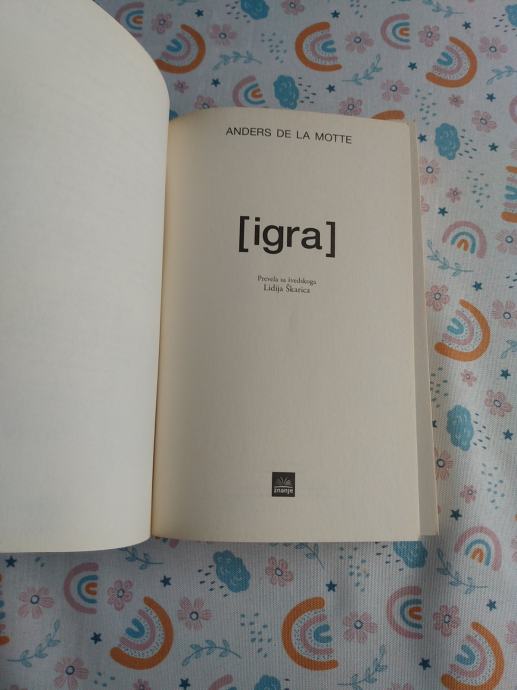 ANDERS DE LA MOTTE
[igra]
Prevela sa švedskoga
Lidija Škarica
znanje